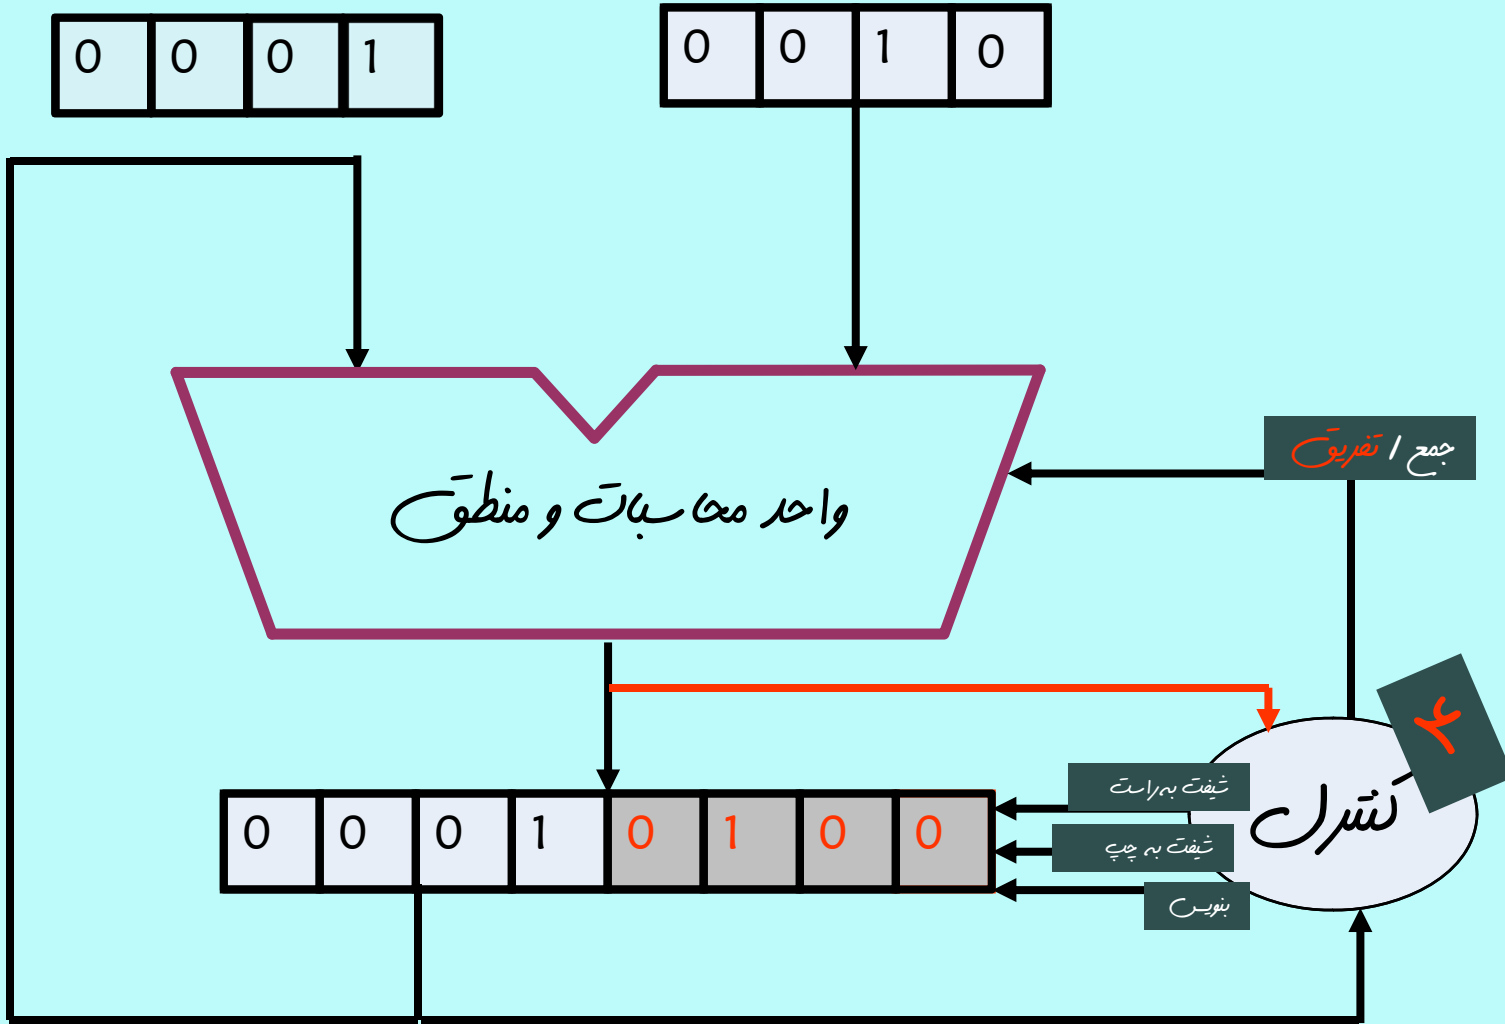 0 0 0 1
0 0 1 0
جمع / تفریق
واحد محاسبات و منطق
۴
شیفت به راست
کنترل
0 0 0 1 0 1 0 0
شیفت به چپ
بنویس